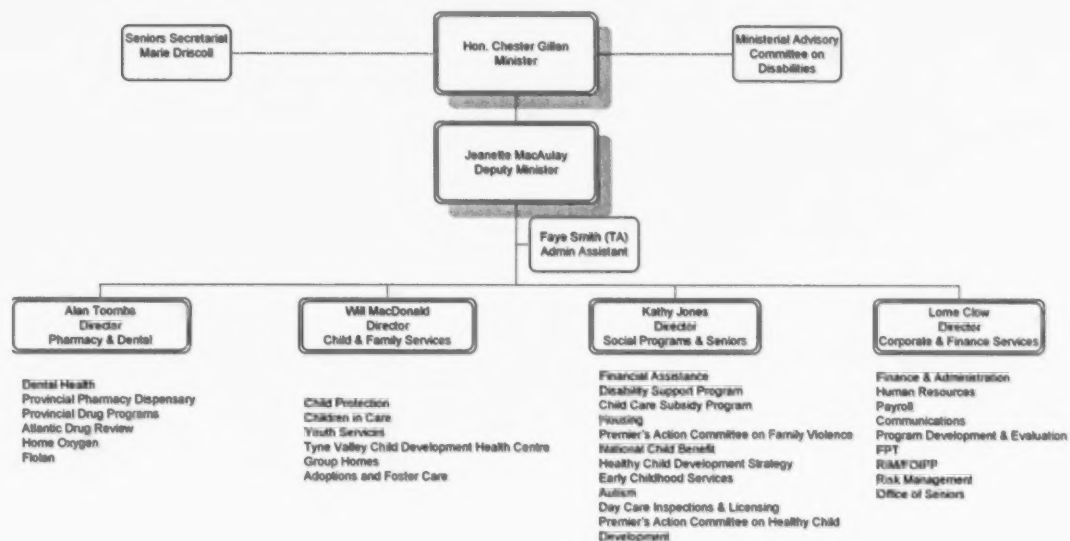 Seniors Secretariat
Marie Driscoll
Hon. Chester Gillan
Minister
Ministerial Advisory
Committee on
Disabilities
Jeanette MacAulay
Deputy Minister
Faye Smith (TA)
Admin Assistant
Alan Toombs
Director
Pharmacy & Dental
Will MacDonald
Director
Child & Family Services
Kathy Jones
Director
Social Programs & Seniors
Lorne Clow
Director
Corporate & Finance Services
Dental Health
Provincial Pharmacy Dispensary
Provincial Drug Programs
Atlantic Drug Review
Home Oxygen
Flolan
Child Protection
Children in Care
Youth Services
Tyne Valley Child Development Health Centre
Group Homes
Adoptions and Foster Care
Financial Assistance
Disability Support Program
Child Care Subsidy Program
Housing
Premier's Action Committee on Family Violence
National Child Benefit
Healthy Child Development Strategy
Early Childhood Services
Autism
Day Care Inspections & Licensing
Premier's Action Committee on Healthy Child
Development
Finance & Administration
Human Resources
Payroll
Communications
Program Development & Evaluation
FPT
RIM/FOIPP
Risk Management
Office of Seniors